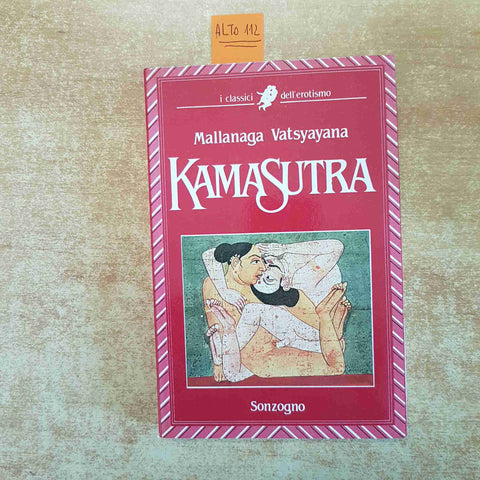 ALTO 112
i classici dell'erotismo
Mallanaga Vatsyayana
KAMASUTRA
Sonzogno